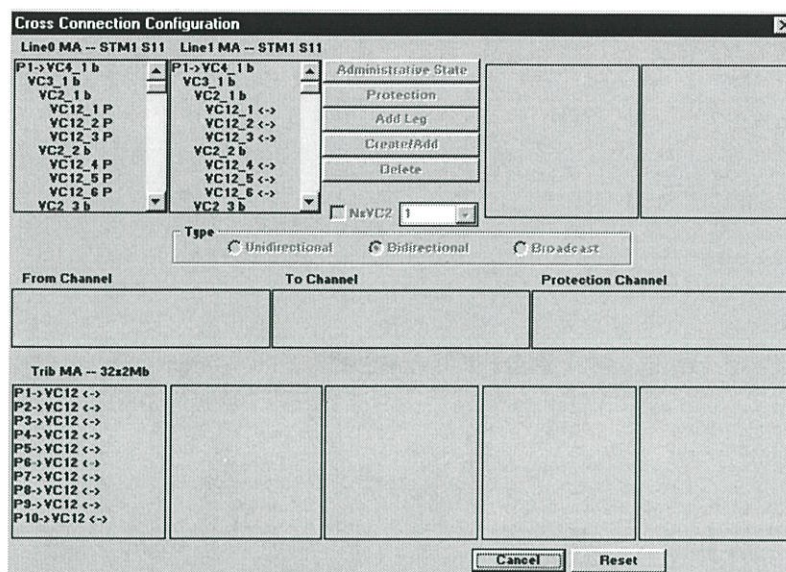 Cross Connection Configuration
Line0 MA -- STM1 S11
P1->VC4_1 b
VC3_1 b
VC2_1 b
VC12_1 P
VC12_2 P
VC12_3 P
VC2_2 b
VC12_4 P
VC12_5 P
VC12_6 P
VC2_3 b
Line1 MA -- STM1 S11
P1->VC4_1 b
VC3_1 b
VC2_1 b
VC12_1 <->
VC12_2 <->
VC12_3 <->
VC2_2 b
VC12_4 <->
VC12_5 <->
VC12_6 <->
VC2_3 b
Administrative State
Protection
Add Leg
Create/Add
Delete
NxVC2 1
Type
Unidirectional Bidirectional Broadcast
From Channel To Channel Protection Channel
Trib MA -- 32x2Mb
P1->VC12 <->
P2->VC12 <->
P3->VC12 <->
P4->VC12 <->
P5->VC12 <->
P6->VC12 <->
P7->VC12 <->
P8->VC12 <->
P9->VC12 <->
P10->VC12 <->
Cancel Reset